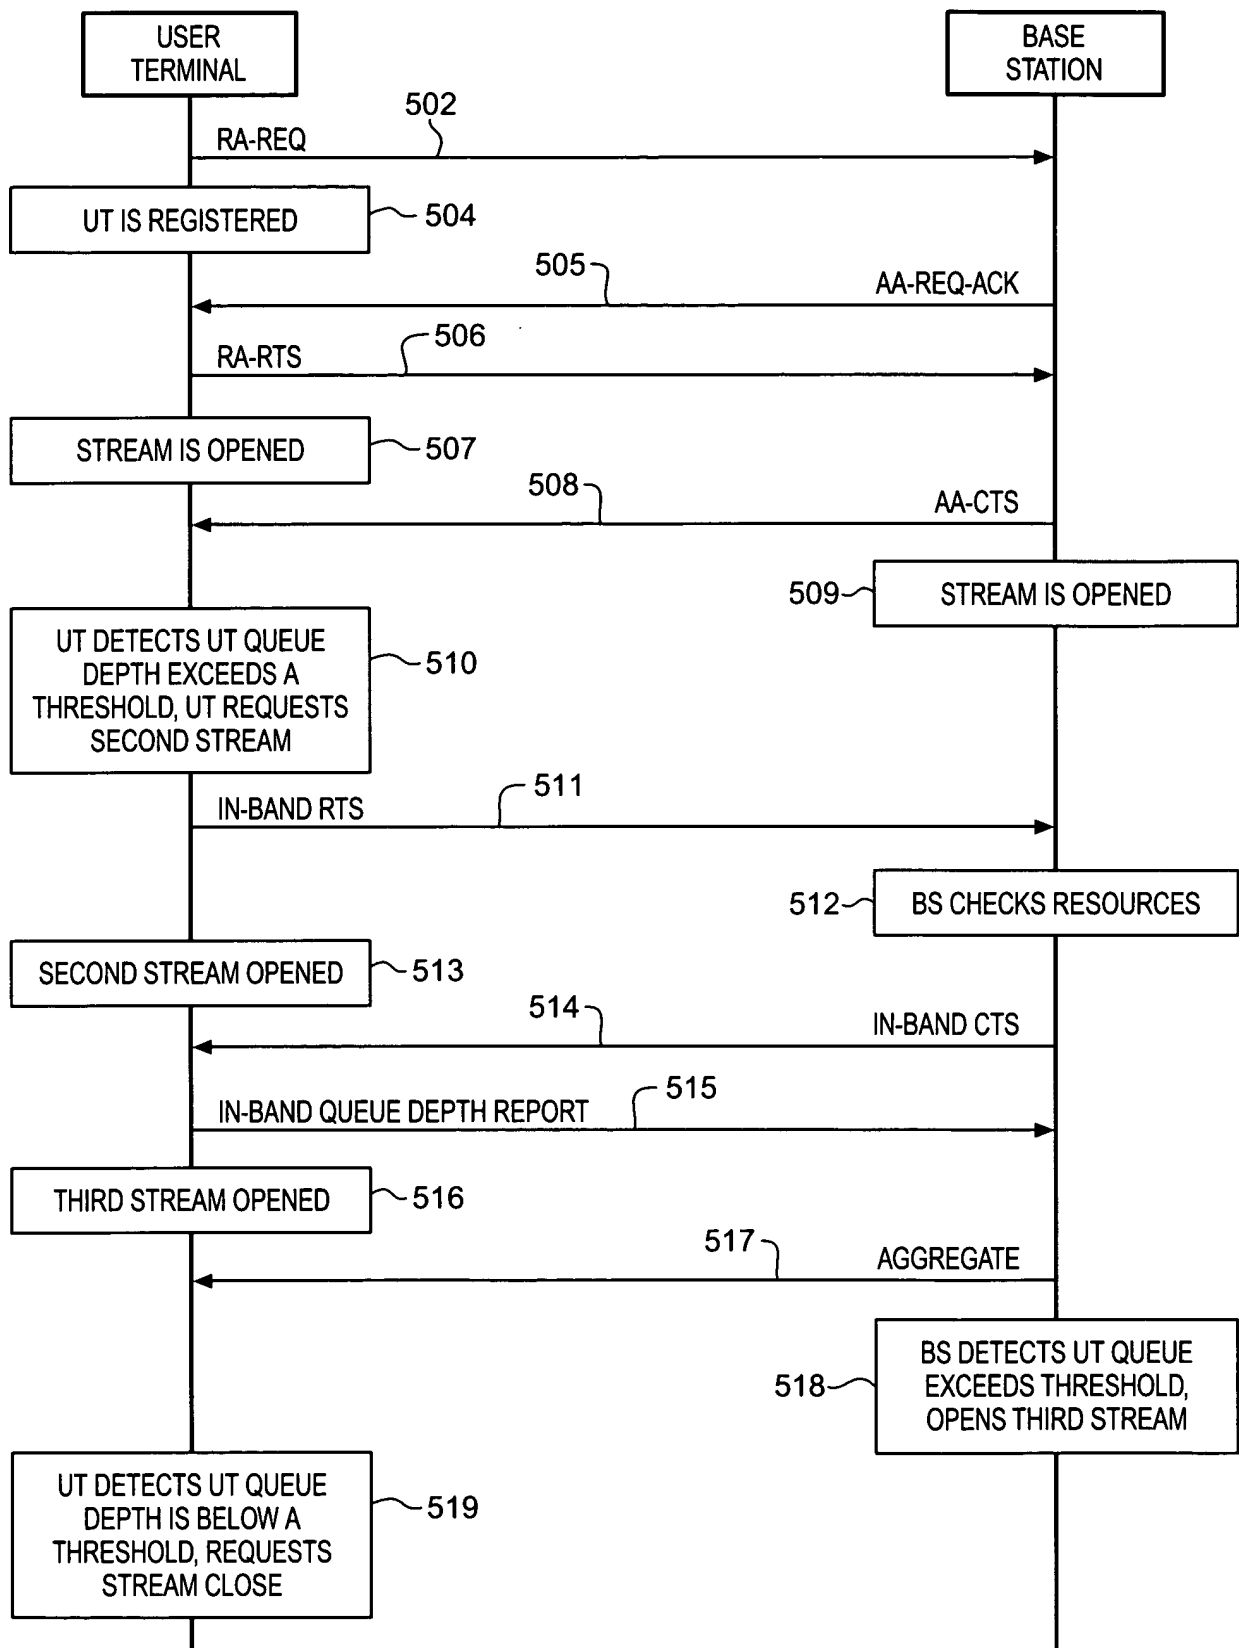 USER
TERMINAL
BASE
STATION
502
RA-REQ
UT IS REGISTERED
504
505
AA-REQ-ACK
506
RA-RTS
STREAM IS OPENED
507
508
AA-CTS
509
STREAM IS OPENED
UT DETECTS UT QUEUE
DEPTH EXCEEDS A
THRESHOLD, UT REQUESTS
SECOND STREAM
510
511
IN-BAND RTS
512
BS CHECKS RESOURCES
SECOND STREAM OPENED
513
514
IN-BAND CTS
515
IN-BAND QUEUE DEPTH REPORT
THIRD STREAM OPENED
516
517
AGGREGATE
518
BS DETECTS UT QUEUE
EXCEEDS THRESHOLD,
OPENS THIRD STREAM
UT DETECTS UT QUEUE
DEPTH IS BELOW A
THRESHOLD, REQUESTS
STREAM CLOSE
519